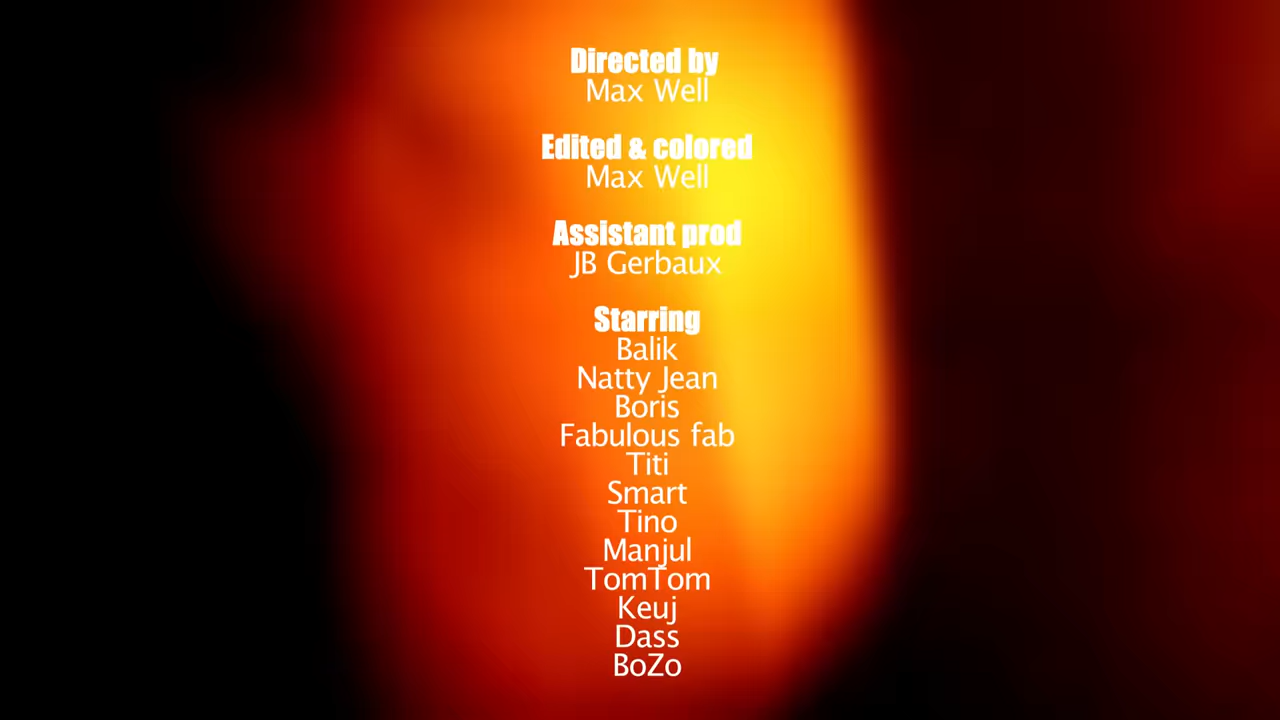 Directed by
Max Well
Edited & colored
Max Well
Assistant prod
JB Gerbaux
Starring
Balik
Natty Jean
Boris
Fabulous fab
Titi
Smart
Tino
Manjul
TomTom
Keuj
Dass
BoZo